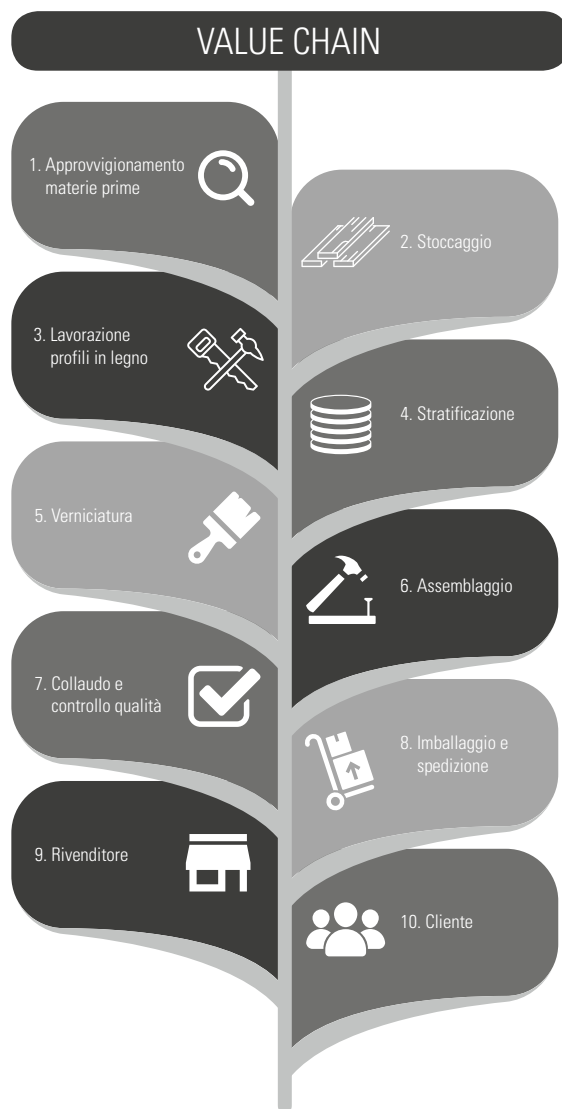 VALUE CHAIN
1. Approvvigionamento
materie prime
2. Stoccaggio
3. Lavorazione
profili in legno
4. Stratificazione
5. Verniciatura
6. Assemblaggio
7. Collaudo e
controllo qualità
8. Imballaggio e
spedizione
9. Rivenditore
10. Cliente